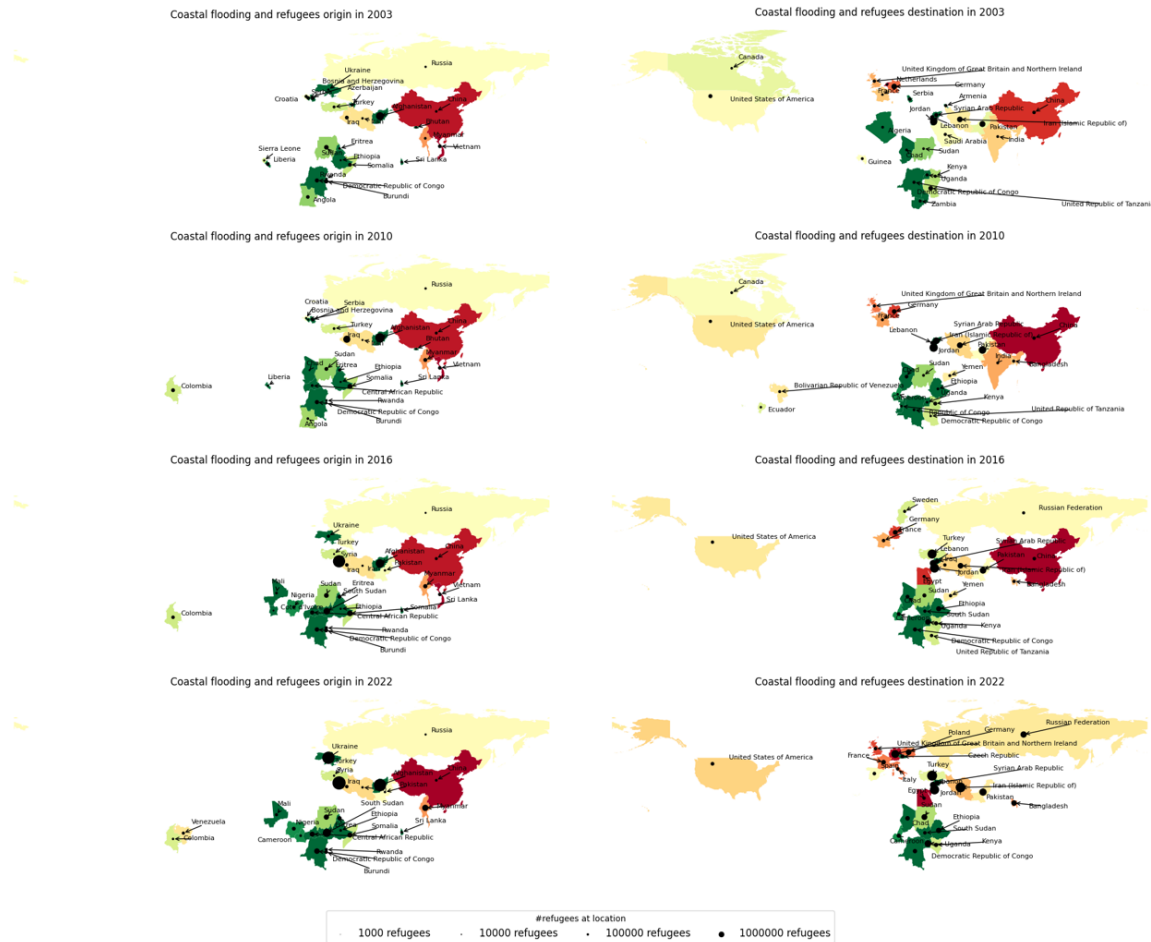 Coastal flooding and refugees origin in 2003
Ukraine
Russia
Bosnia and Herzegovina
Azerbaijan
Croatia
Turkey
Afghanistan
China
Iraq
Bhutan
Myanmar
Sierra Leone
Eritrea
Vietnam
Liberia
Ethiopia
Sri Lanka
Somalia
Democratic Republic of Congo
Burundi
Angola
Coastal flooding and refugees destination in 2003
Canada
United Kingdom of Great Britain and Northern Ireland
Netherlands
Germany
France
United States of America
Serbia
Armenia
China
Jordan
Syrian Arab Republic
Iran (Islamic Republic of)
Lebanon
Pakistan
Algeria
Saudi Arabia
India
Sudan
Guinea
Kenya
Uganda
Democratic Republic of Congo
Zambia
United Republic of Tanzani
Coastal flooding and refugees origin in 2010
Russia
Croatia
Serbia
Bosnia and Herzegovina
Turkey
Afghanistan
China
Iraq
Bhutan
Myanmar
Sudan
Eritrea
Ethiopia
Vietnam
Liberia
Somalia
Sri Lanka
Colombia
Central African Republic
Rwanda
Democratic Republic of Congo
Burundi
Angola
Coastal flooding and refugees destination in 2010
Canada
United Kingdom of Great Britain and Northern Ireland
Germany
United States of America
Lebanon
Syrian Arab Republic
China
Iran (Islamic Republic of)
Jordan
Pakistan
India
Bangladesh
Sudan
Yemen
Bolivarian Republic of Venezuela
Ethiopia
Uganda
Kenya
Ecuador
Republic of Congo
United Republic of Tanzania
Democratic Republic of Congo
Coastal flooding and refugees origin in 2016
Russia
Ukraine
Turkey
Syria
Afghanistan
China
Iraq
Pakistan
Myanmar
Mali
Sudan
Eritrea
Vietnam
Nigeria
South Sudan
Sri Lanka
Ethiopia
Somalia
Colombia
Central African Republic
Rwanda
Democratic Republic of Congo
Burundi
Coastal flooding and refugees destination in 2016
Sweden
Russian Federation
Germany
France
United States of America
Turkey
Syrian Arab Republic
Lebanon
Iraq
Pakistan
China
Jordan
Egypt
Bangladesh
Sudan
Yemen
Ethiopia
South Sudan
Uganda
Kenya
Democratic Republic of Congo
United Republic of Tanzania
Coastal flooding and refugees origin in 2022
Russia
Ukraine
Turkey
Syria
Afghanistan
China
Iraq
Pakistan
Myanmar
Mali
South Sudan
Sudan
Ethiopia
Sri Lanka
Venezuela
Nigeria
Somalia
Colombia
Cameroon
Central African Republic
Rwanda
Democratic Republic of Congo
Burundi
Coastal flooding and refugees destination in 2022
Russian Federation
Poland
Germany
United Kingdom of Great Britain and Northern Ireland
France
Czech Republic
United States of America
Spain
Italy
Turkey
Syrian Arab Republic
Iran (Islamic Republic of)
Egypt
Jordan
Pakistan
Bangladesh
Sudan
Chad
Ethiopia
South Sudan
Uganda
Kenya
Democratic Republic of Congo
#refugees at location
1000 refugees
10000 refugees
100000 refugees
1000000 refugees